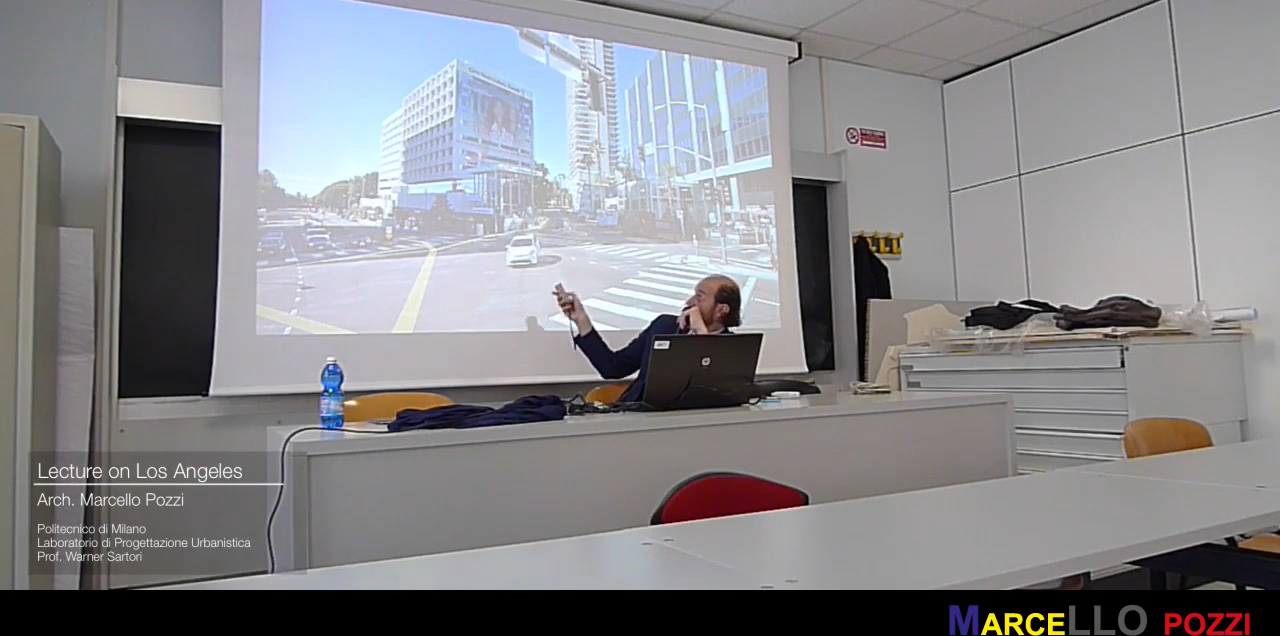 Lecture on Los Angeles
Arch. Marcello Pozzi
Politecnico di Milano
Laboratorio di Progettazione Urbanistica
Prof. Warner Sartori
MARCELLO POZZI